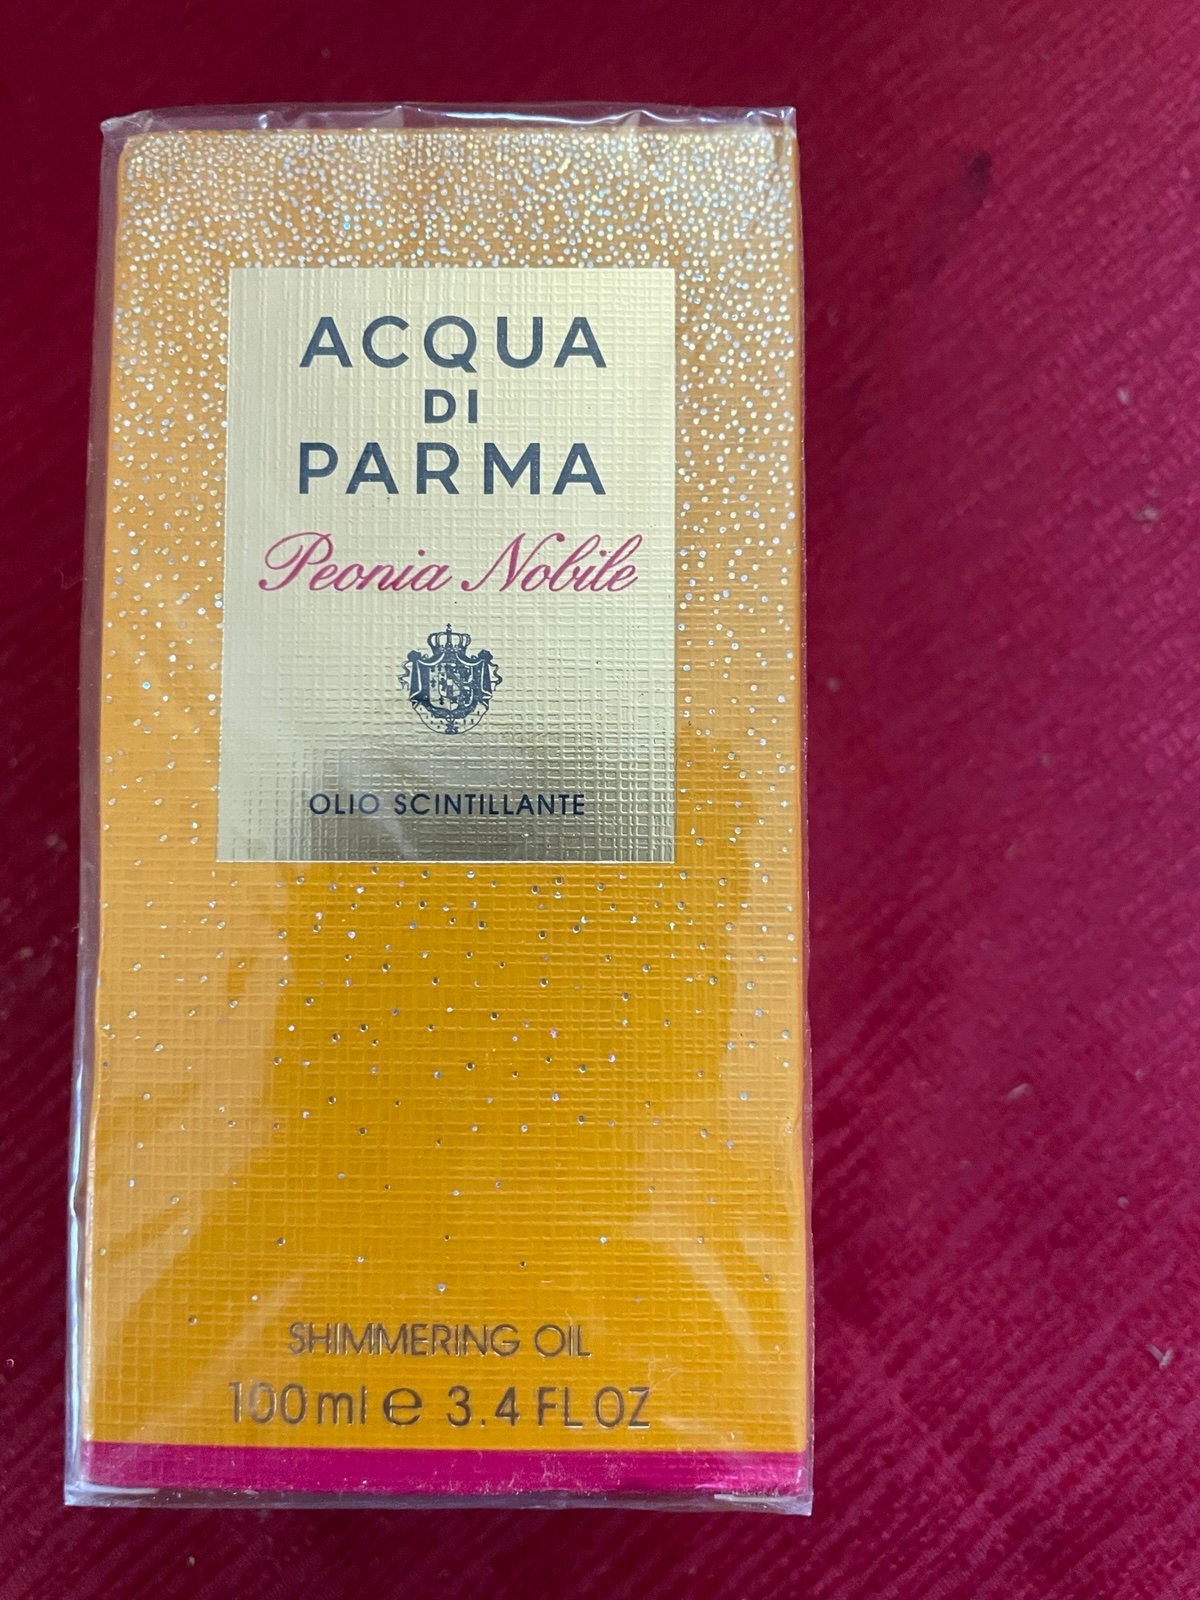 ACQUA
DI
PARMA
Peonia Nobile
OLIO SCINTILLANTE
SHIMMERING OIL
100ml e 3.4 FL OZ